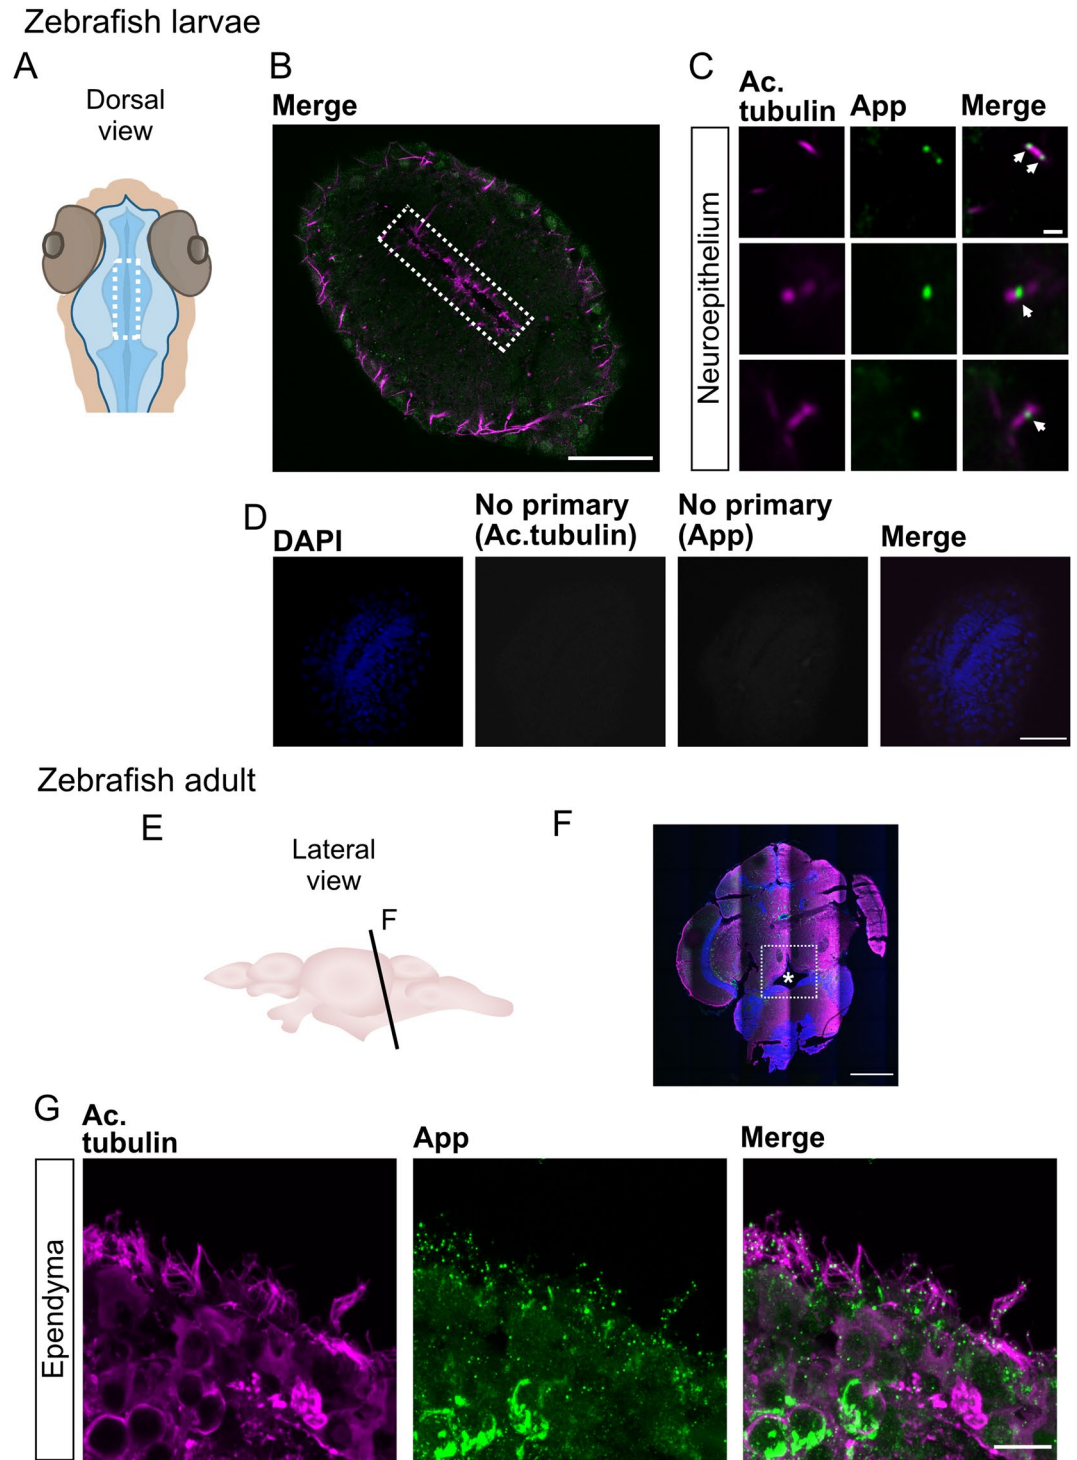 Zebrafish larvae
A
Dorsal
view
B
Merge
C
Ac.
tubulin
App
Merge
Neuroepithelium
D
DAPI
No primary
(Ac.tubulin)
No primary
(App)
Merge
Zebrafish adult
E
Lateral
view
F
F
*
G
Ac.
tubulin
App
Merge
Ependyma